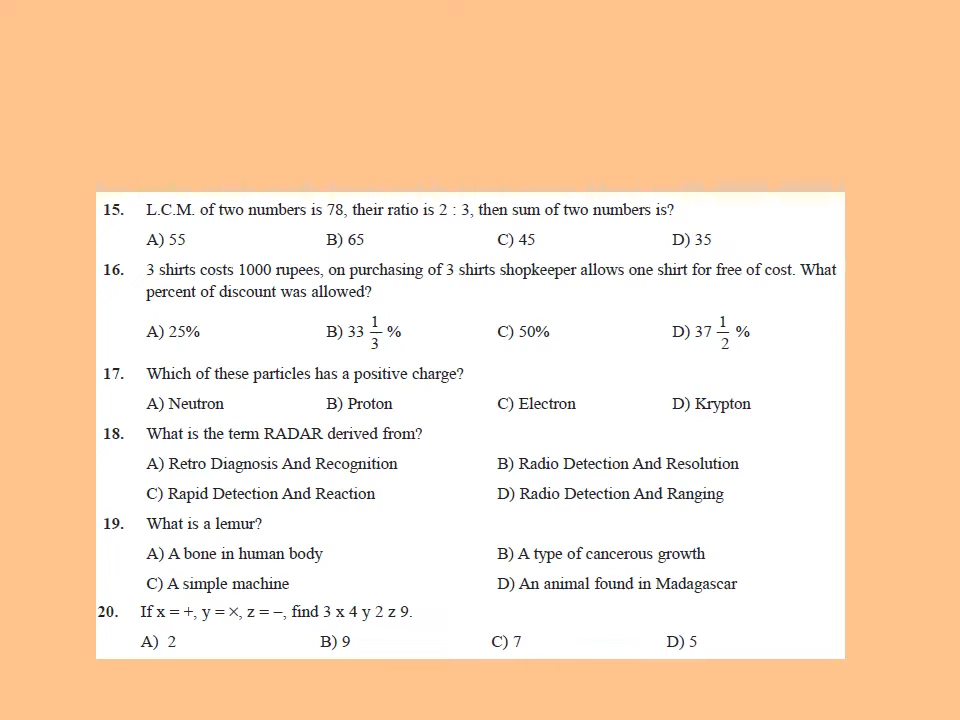 15. L.C.M. of two numbers is 78, their ratio is 2 : 3, then sum of two numbers is?
A) 55 B) 65 C) 45 D) 35
16. 3 shirts costs 1000 rupees, on purchasing of 3 shirts shopkeeper allows one shirt for free of cost. What
percent of discount was allowed?
A) 25% B) 33 1/3 % C) 50% D) 37 1/2 %
17. Which of these particles has a positive charge?
A) Neutron B) Proton C) Electron D) Krypton
18. What is the term RADAR derived from?
A) Retro Diagnosis And Recognition B) Radio Detection And Resolution
C) Rapid Detection And Reaction D) Radio Detection And Ranging
19. What is a lemur?
A) A bone in human body B) A type of cancerous growth
C) A simple machine D) An animal found in Madagascar
20. If x = +, y = ×, z = −, find 3 x 4 y 2 z 9.
A) 2 B) 9 C) 7 D) 5